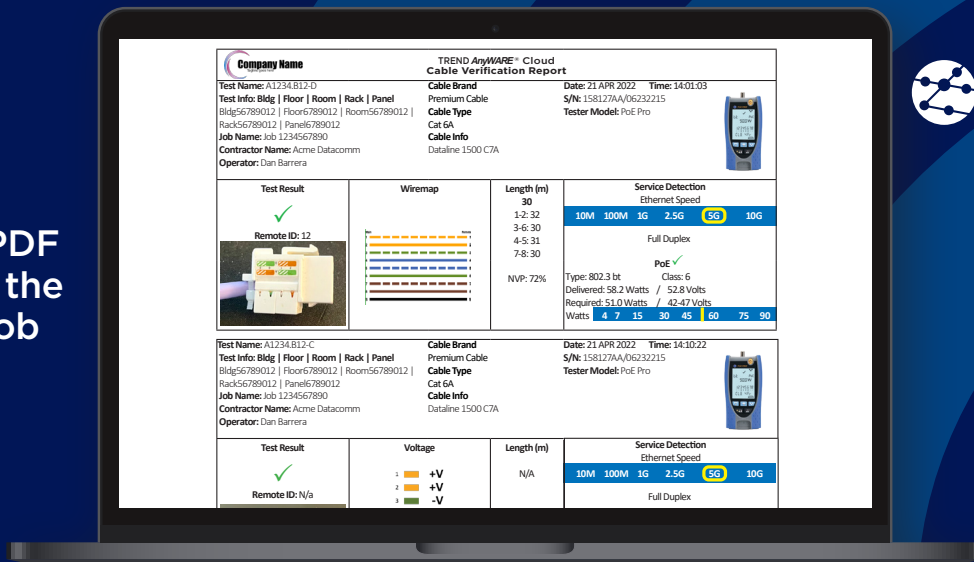 PDF
the
ob
Company Name
TREND AnyWARE® Cloud
Cable Verification Report
Test Name: A1234.B12-D
Test Info: Bldg | Floor | Room | Rack | Panel
Bldg56789012 | Floor6789012 | Room56789012 |
Rack56789012 | Panel6789012
Job Name: Job 1234567890
Contractor Name: Acme Datacomm
Operator: Dan Barrera
Cable Brand
Premium Cable
Cable Type
Cat 6A
Cable Info
Dataline 1500 C7A
Date: 21 APR 2022 Time: 14:01:03
S/N: 158127AA/06232215
Tester Model: PoE Pro
Test Result
Remote ID: 12
Wiremap
Length (m)
30
1-2: 32
3-6: 30
4-5: 31
7-8: 30
NVP: 72%
Service Detection
Ethernet Speed
10M 100M 1G 2.5G 5G 10G
Full Duplex
PoE ✓
Type: 802.3 bt Class: 6
Delivered: 58.2 Watts / 52.8 Volts
Required: 51.0 Watts / 42-47 Volts
Watts 4 7 15 30 45 60 75 90
Test Name: A1234.B12-C
Test Info: Bldg | Floor | Room | Rack | Panel
Bldg56789012 | Floor6789012 | Room56789012 |
Rack56789012 | Panel6789012
Job Name: Job 1234567890
Contractor Name: Acme Datacomm
Operator: Dan Barrera
Cable Brand
Premium Cable
Cable Type
Cat 6A
Cable Info
Dataline 1500 C7A
Date: 21 APR 2022 Time: 14:10:22
S/N: 158127AA/06232215
Tester Model: PoE Pro
Test Result
Remote ID: N/a
Voltage
1 +V
2 +V
3 -V
Length (m)
N/A
Service Detection
Ethernet Speed
10M 100M 1G 2.5G 5G 10G
Full Duplex